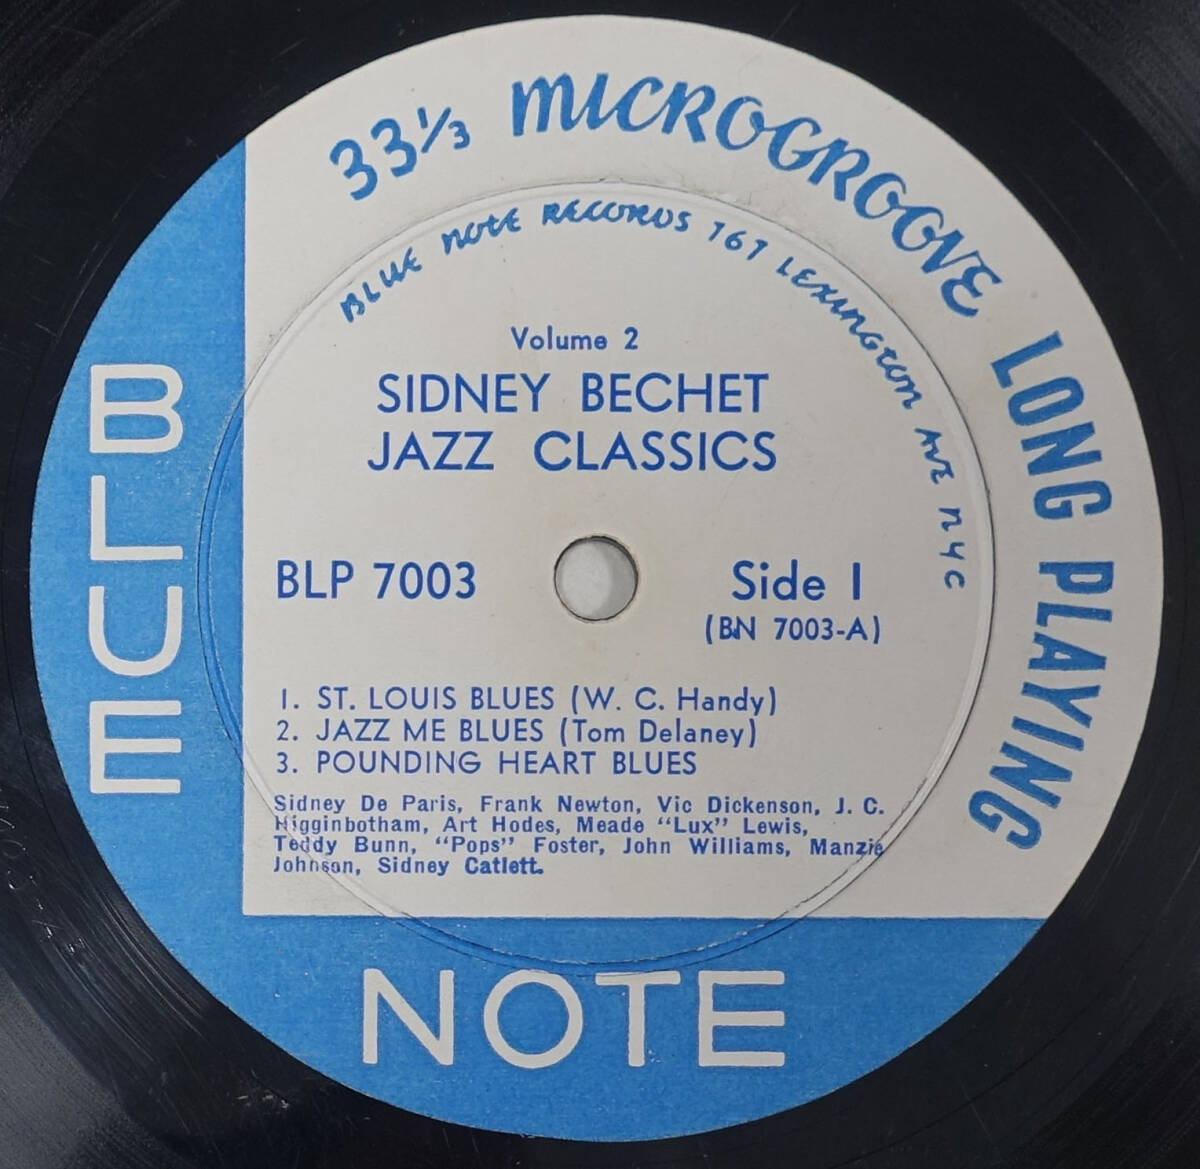 33⅓ MICROGROOVE LONG PLAYING
BLUE NOTE RECORDS 767 LEXINGTON AVE NYC
Volume 2
SIDNEY BECHET
JAZZ CLASSICS
BLP 7003
Side 1
(BN 7003-A)
1. ST. LOUIS BLUES (W. C. Handy)
2. JAZZ ME BLUES (Tom Delaney)
3. POUNDING HEART BLUES
Sidney De Paris, Frank Newton, Vic Dickenson, J. C.
Higginbotham, Art Hodes, Meade "Lux" Lewis,
Teddy Bunn, "Pops" Foster, John Williams, Manzie
Johnson, Sidney Catlett.
BLUE
NOTE